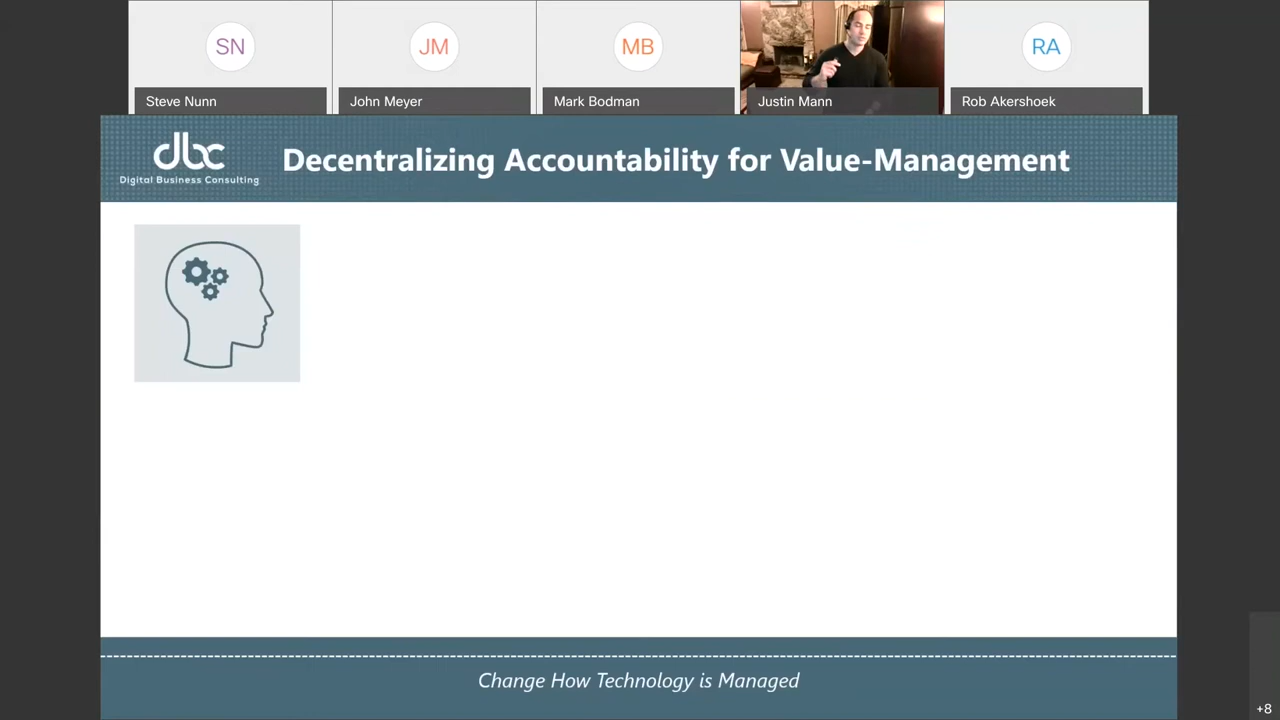 SN
JM
MB
RA
Steve Nunn
John Meyer
Mark Bodman
Justin Mann
Rob Akershoek
dbc
Digital Business Consulting
Decentralizing Accountability for Value-Management
Change How Technology is Managed
+8